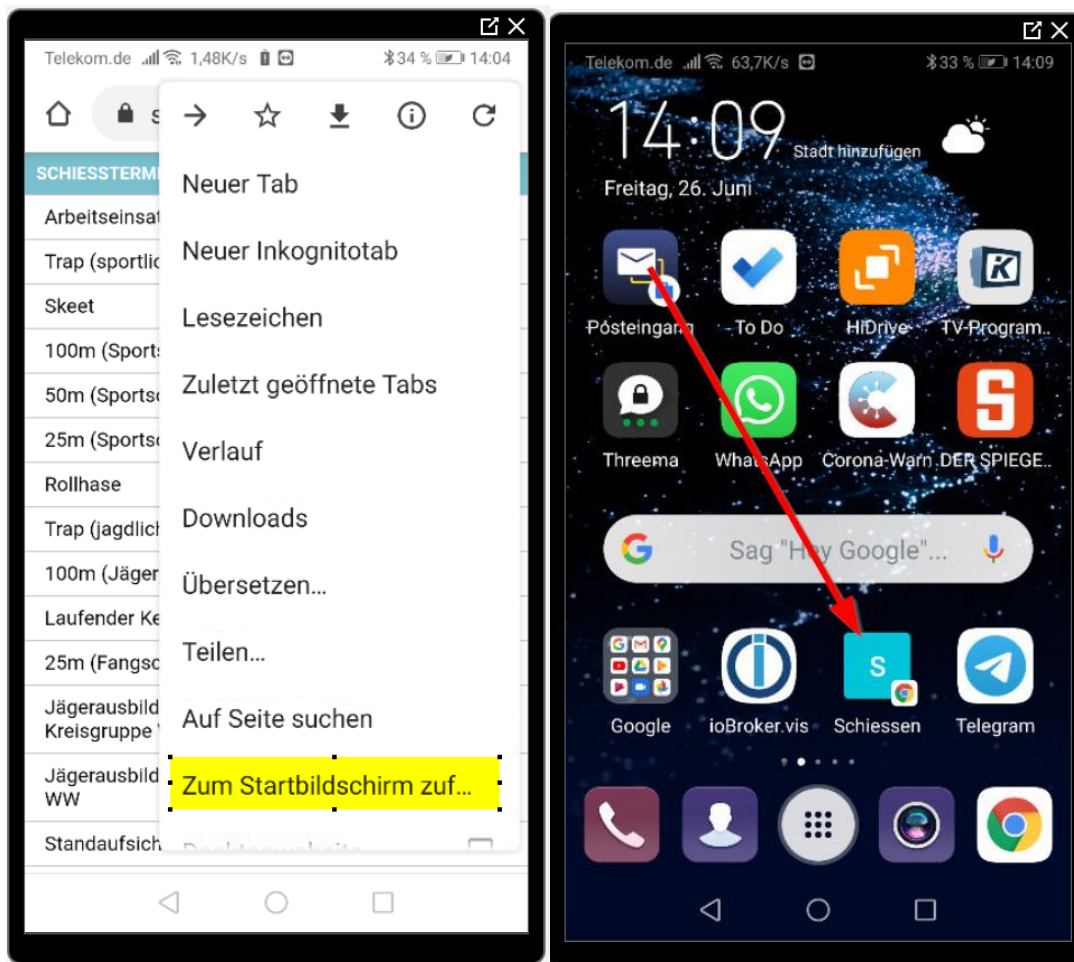 Telekom.de 1,48K/s 34 % 14:04
S
SCHIESSTERM
Arbeitseinsat
Trap (sportlic
Skeet
100m (Sports
50m (Sportsc
25m (Sportsc
Rollhase
Trap (jagdlich
100m (Jäger
Laufender Ke
25m (Fangsc
Jägerausbild
Kreisgruppe
Jägerausbild
WW
Standaufsich
Neuer Tab
Neuer Inkognitotab
Lesezeichen
Zuletzt geöffnete Tabs
Verlauf
Downloads
Übersetzen...
Teilen...
Auf Seite suchen
Zum Startbildschirm zuf...
Telekom.de 63,7K/s 33 % 14:09
14:09
Stadt hinzufügen
Freitag, 26. Juni
Posteingang To Do HiDrive TV-Program..
Threema WhatsApp Corona-Warn DER SPIEGE..
Sag "Hey Google"...
S
Google ioBroker.vis Schiessen Telegram